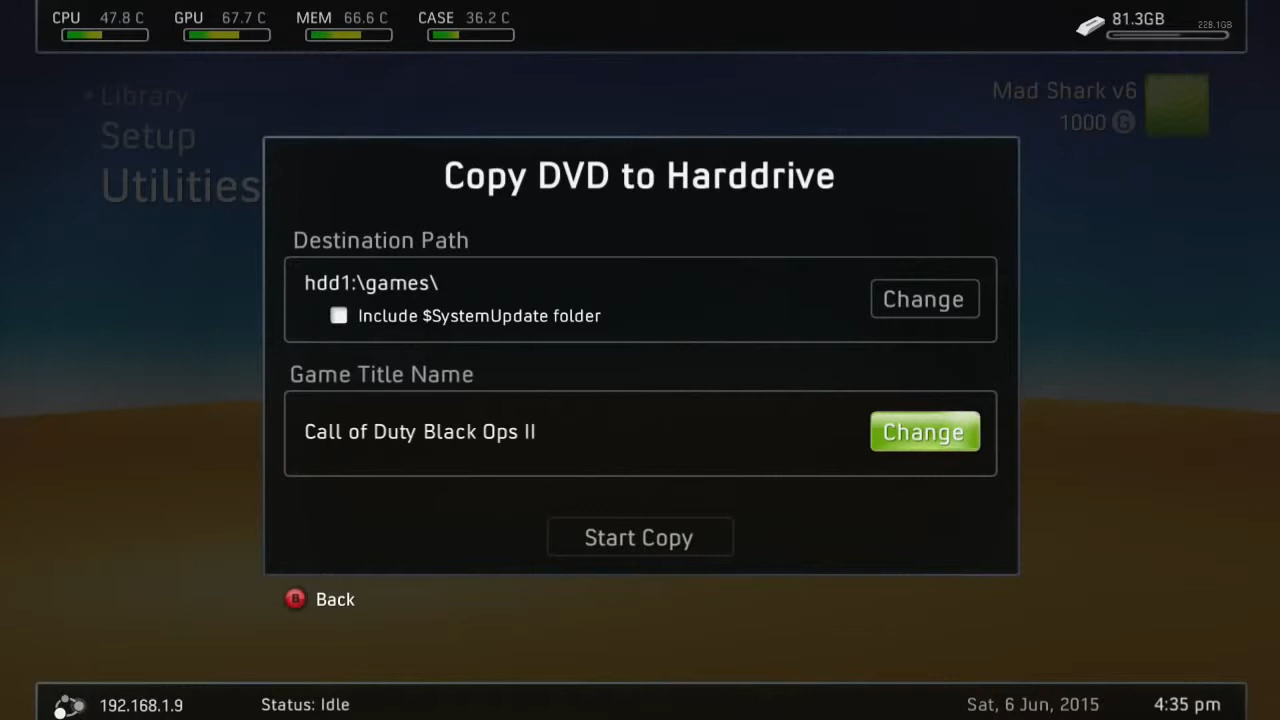 CPU 47.8 C GPU 67.7 C MEM 66.6 C CASE 36.2 C 81.3GB 228.1GB
Library
Setup
Utilities
Mad Shark v6
1000 G
Copy DVD to Harddrive
Destination Path
hdd1:\games\
Include $SystemUpdate folder
Change
Game Title Name
Call of Duty Black Ops II
Change
Start Copy
B Back
192.168.1.9 Status: Idle Sat, 6 Jun, 2015 4:35 pm